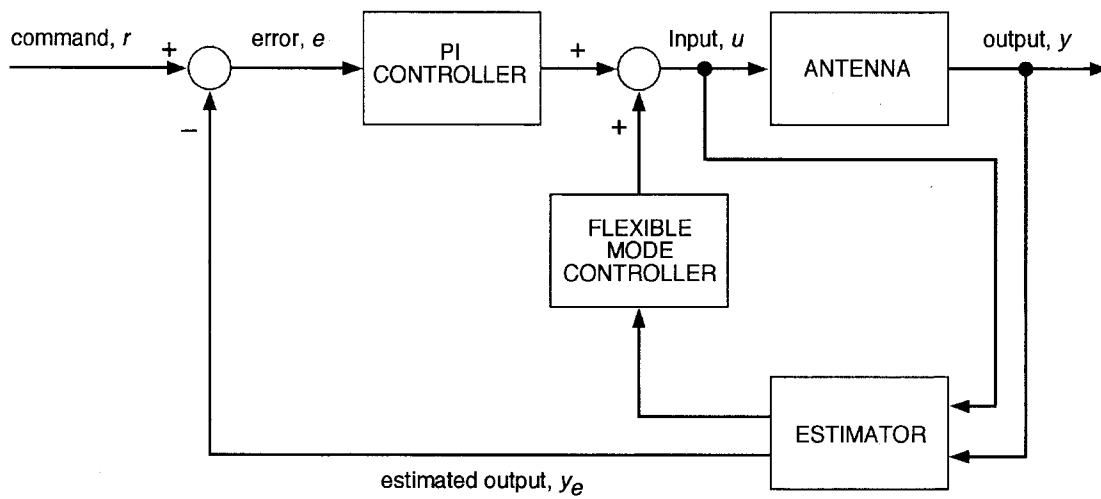 command, r
+
error, e
PI
CONTROLLER
+
Input, u
ANTENNA
output, y
−
+
FLEXIBLE
MODE
CONTROLLER
ESTIMATOR
estimated output, yₑ